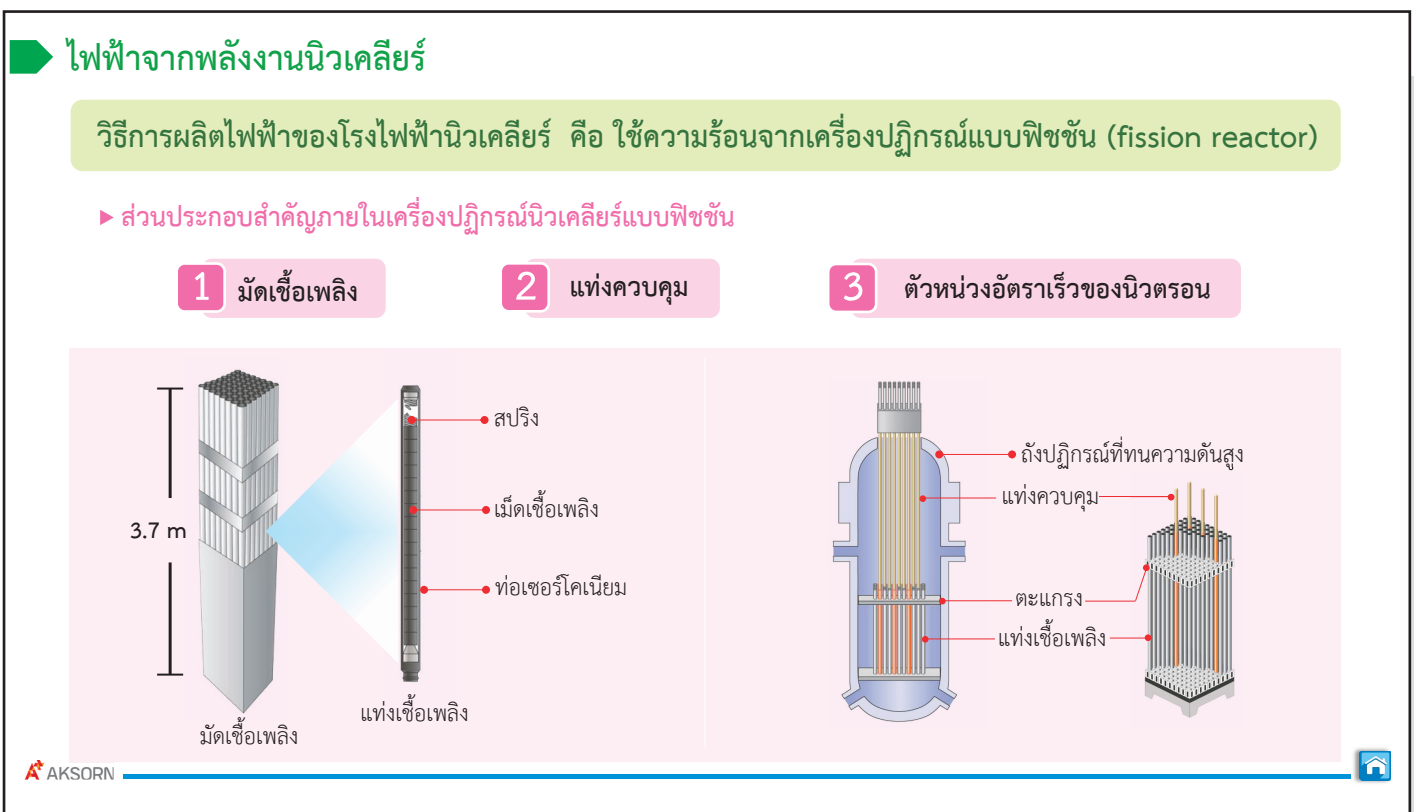 ไฟฟ้าจากพลังงานนิวเคลียร์
วิธีการผลิตไฟฟ้าของโรงไฟฟ้านิวเคลียร์ คือ ใช้ความร้อนจากเครื่องปฏิกรณ์แบบฟิชชัน (fission reactor)
ส่วนประกอบสำคัญภายในเครื่องปฏิกรณ์นิวเคลียร์แบบฟิชชัน
1 มัดเชื้อเพลิง
2 แท่งควบคุม
3 ตัวหน่วงอัตราเร็วของนิวตรอน
3.7 m
สปริง
เม็ดเชื้อเพลิง
ท่อเซอร์โคเนียม
แท่งเชื้อเพลิง
มัดเชื้อเพลิง
ถังปฏิกรณ์ที่ทนความดันสูง
แท่งควบคุม
ตะแกรง
แท่งเชื้อเพลิง
AKSORN